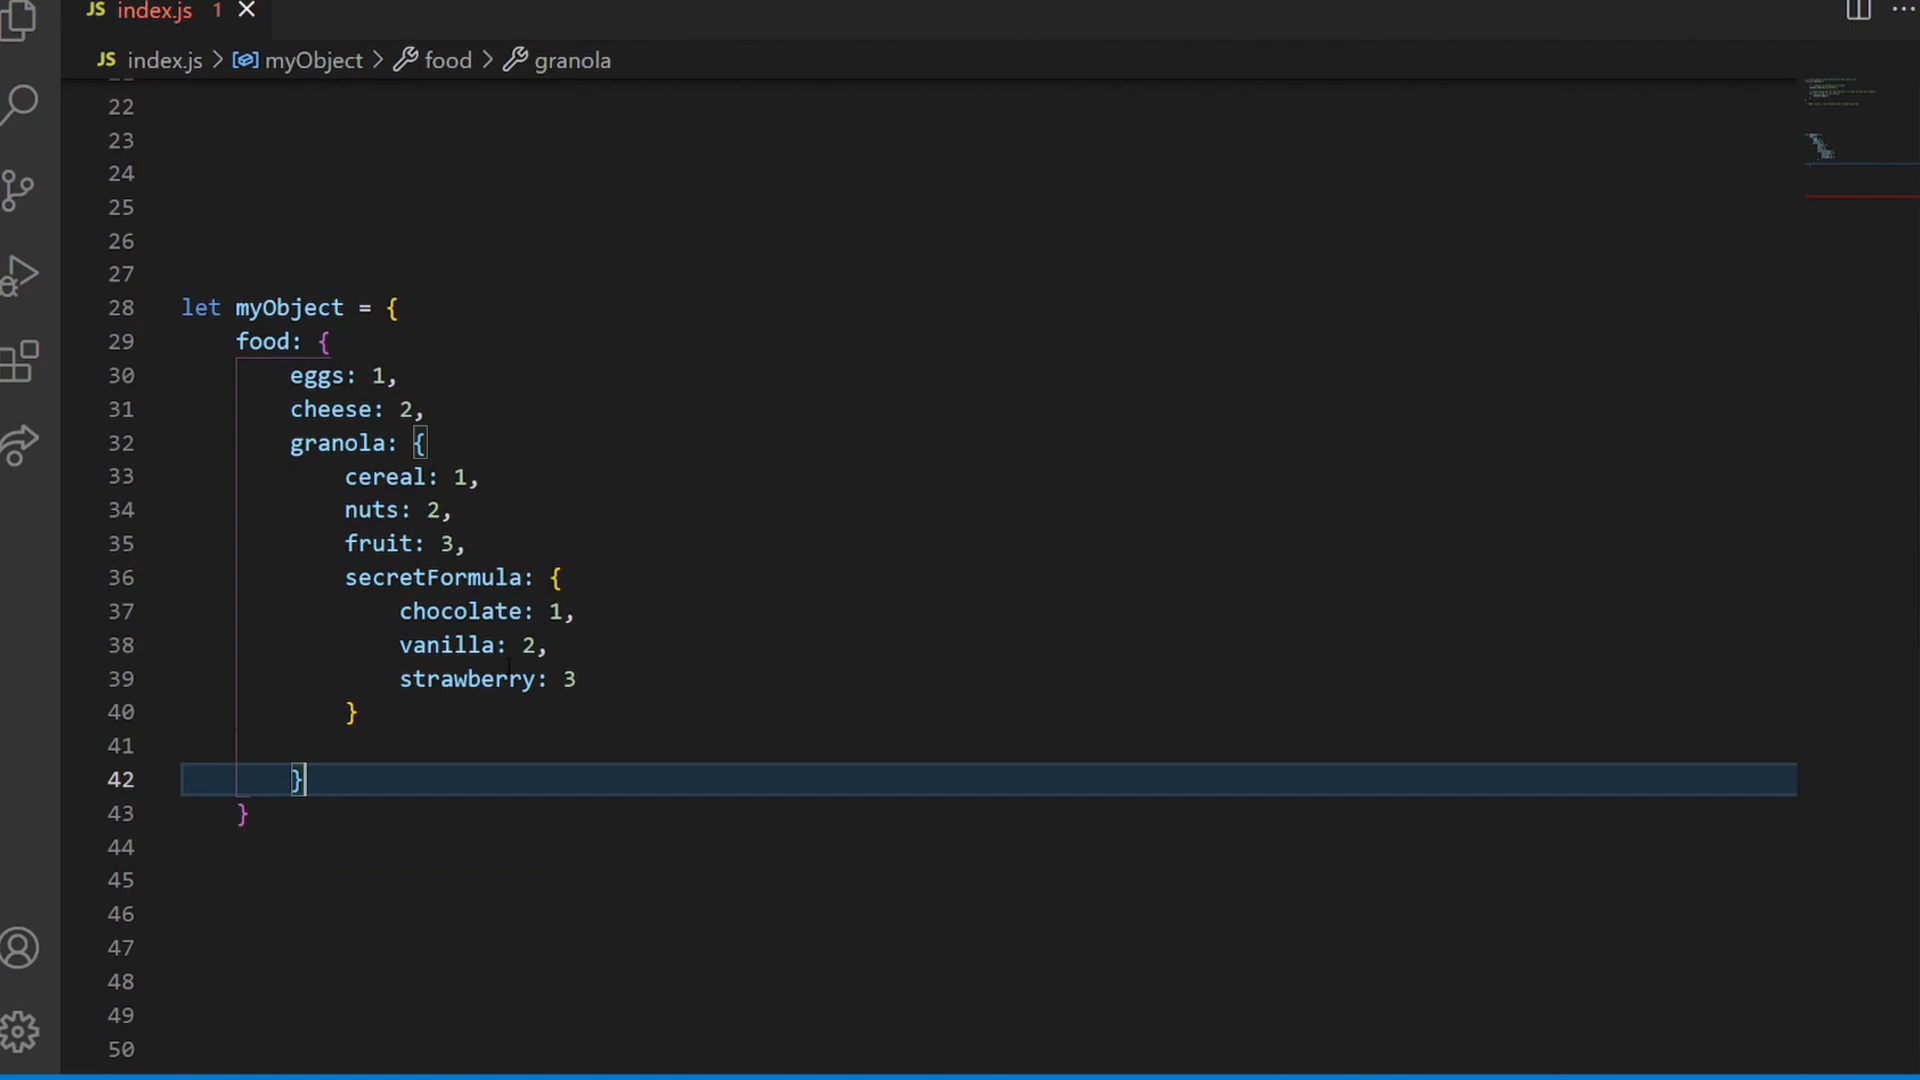 JS index.js 1
JS index.js > myObject > food > granola
22
23
24
25
26
27
28 let myObject = {
29 food: {
30 eggs: 1,
31 cheese: 2,
32 granola: {
33 cereal: 1,
34 nuts: 2,
35 fruit: 3,
36 secretFormula: {
37 chocolate: 1,
38 vanilla: 2,
39 strawberry: 3
40 }
41
42 }
43 }
44
45
46
47
48
49
50